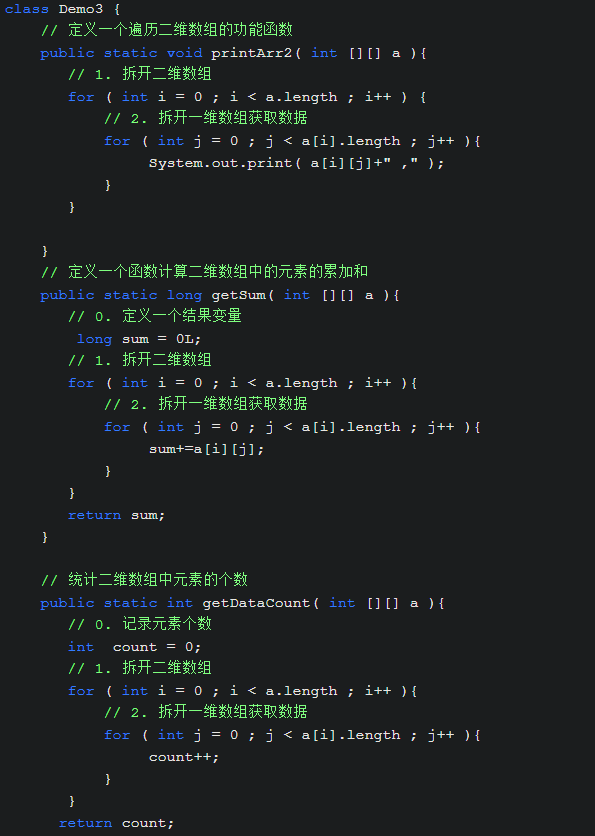 class Demo3 {
// 定义一个遍历二维数组的功能函数
public static void printArr2( int [][] a ){
// 1. 拆开二维数组
for ( int i = 0 ; i < a.length ; i++ ) {
// 2. 拆开一维数组获取数据
for ( int j = 0 ; j < a[i].length ; j++ ){
System.out.print( a[i][j]+" ," );
}
}
}
// 定义一个函数计算二维数组中的元素的累加和
public static long getSum( int [][] a ){
// 0. 定义一个结果变量
long sum = 0L;
// 1. 拆开二维数组
for ( int i = 0 ; i < a.length ; i++ ){
// 2. 拆开一维数组获取数据
for ( int j = 0 ; j < a[i].length ; j++ ){
sum+=a[i][j];
}
}
return sum;
}
// 统计二维数组中元素的个数
public static int getDataCount( int [][] a ){
// 0. 记录元素个数
int  count = 0;
// 1. 拆开二维数组
for ( int i = 0 ; i < a.length ; i++ ){
// 2. 拆开一维数组获取数据
for ( int j = 0 ; j < a[i].length ; j++ ){
count++;
}
}
return count;